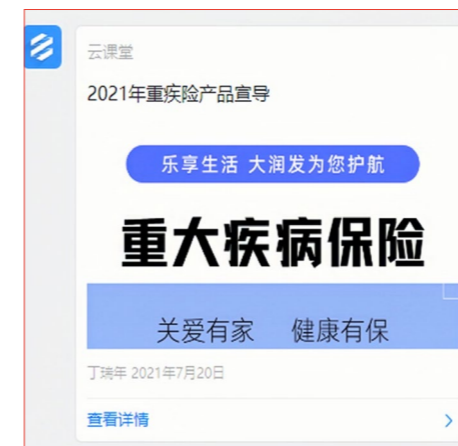 云课堂
2021年重疾险产品宣导
乐享生活 大润发为您护航
重大疾病保险
关爱有家 健康有保
丁瑞年 2021年7月20日
查看详情